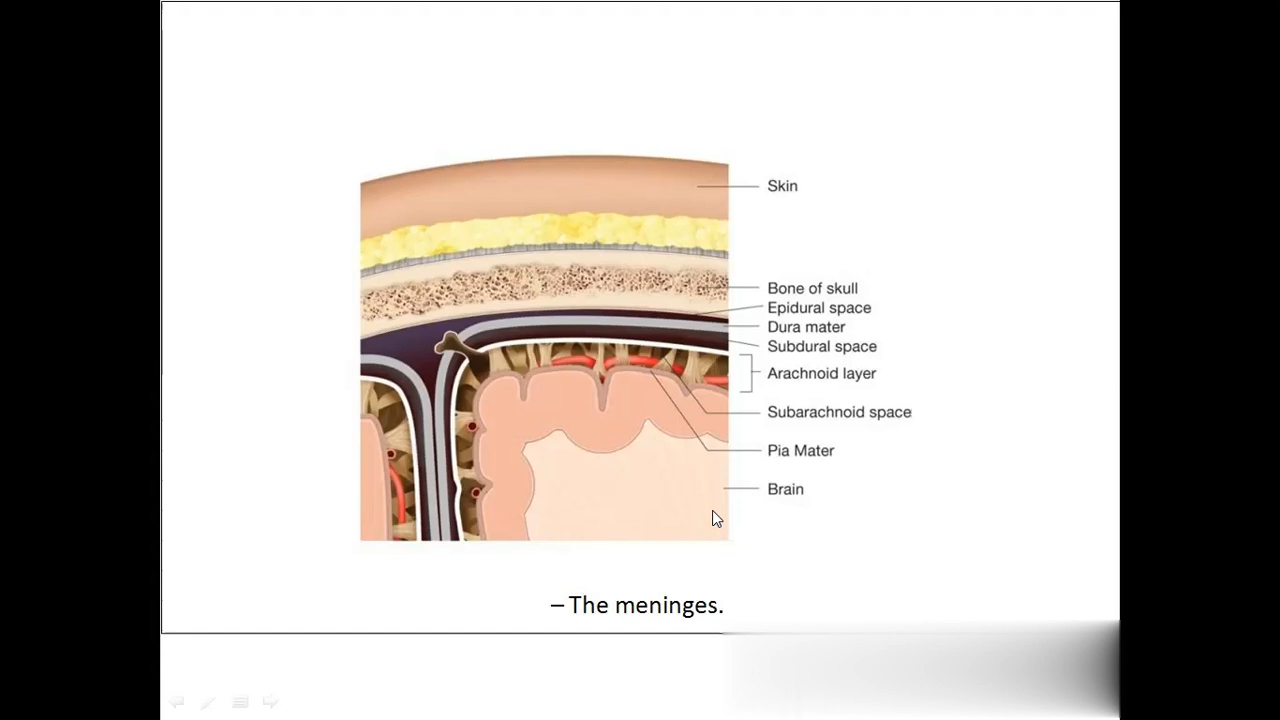 Skin
Bone of skull
Epidural space
Dura mater
Subdural space
Arachnoid layer
Subarachnoid space
Pia Mater
Brain
– The meninges.